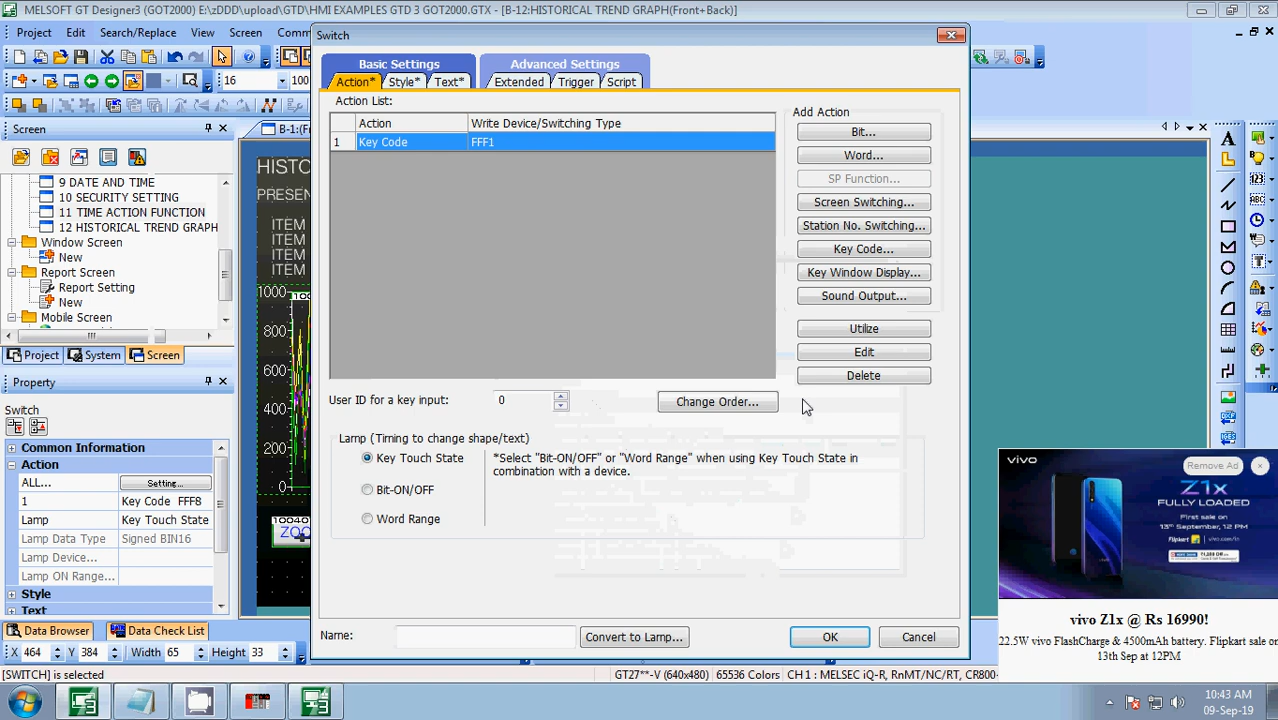 MELSOFT GT Designer3 (GOT2000) E:\zDDD\upload\GTD\HMI EXAMPLES GTD 3 GOT2000.GTX - [B-12:HISTORICAL TREND GRAPH(Front+Back)]
Project Edit Search/Replace View Screen Comm
16 100
Screen
B-1:(F
9 DATE AND TIME
10 SECURITY SETTING
11 TIME ACTION FUNCTION
12 HISTORICAL TREND GRAPH
Window Screen
New
Report Screen
Report Setting
New
Mobile Screen
Project System Screen
Property
Switch
Common Information
Action
ALL... Setting...
1 Key Code FFF8
Lamp Key Touch State
Lamp Data Type Signed BIN16
Lamp Device...
Lamp ON Range...
Style
Text
Data Browser Data Check List
X 464 Y 384 Width 65 Height 33
[SWITCH] is selected
HISTO
PRESEN
ITEM
ITEM
ITEM
ITEM
1000
800
600
400
200
0
1004
ZOO
Switch
Basic Settings Advanced Settings
Action* Style* Text* Extended Trigger Script
Action List:
Action Write Device/Switching Type
1 Key Code FFF1
Add Action
Bit...
Word...
SP Function...
Screen Switching...
Station No. Switching...
Key Code...
Key Window Display...
Sound Output...
Utilize
Edit
Delete
User ID for a key input: 0 Change Order...
Lamp (Timing to change shape/text)
Key Touch State *Select "Bit-ON/OFF" or "Word Range" when using Key Touch State in
combination with a device.
Bit-ON/OFF
Word Range
Name: Convert to Lamp... OK Cancel
GT27**-V (640x480) 65536 Colors CH 1 : MELSEC iQ-R, RnMT/NC/RT, CR800-
vivo Remove Ad
Z1x
FULLY LOADED
First sale on
13th September, 12 PM
Flipkart
vivo Z1x @ Rs 16990!
22.5W vivo FlashCharge & 4500mAh battery. Flipkart sale on
13th Sep at 12PM
10:43 AM
09-Sep-19